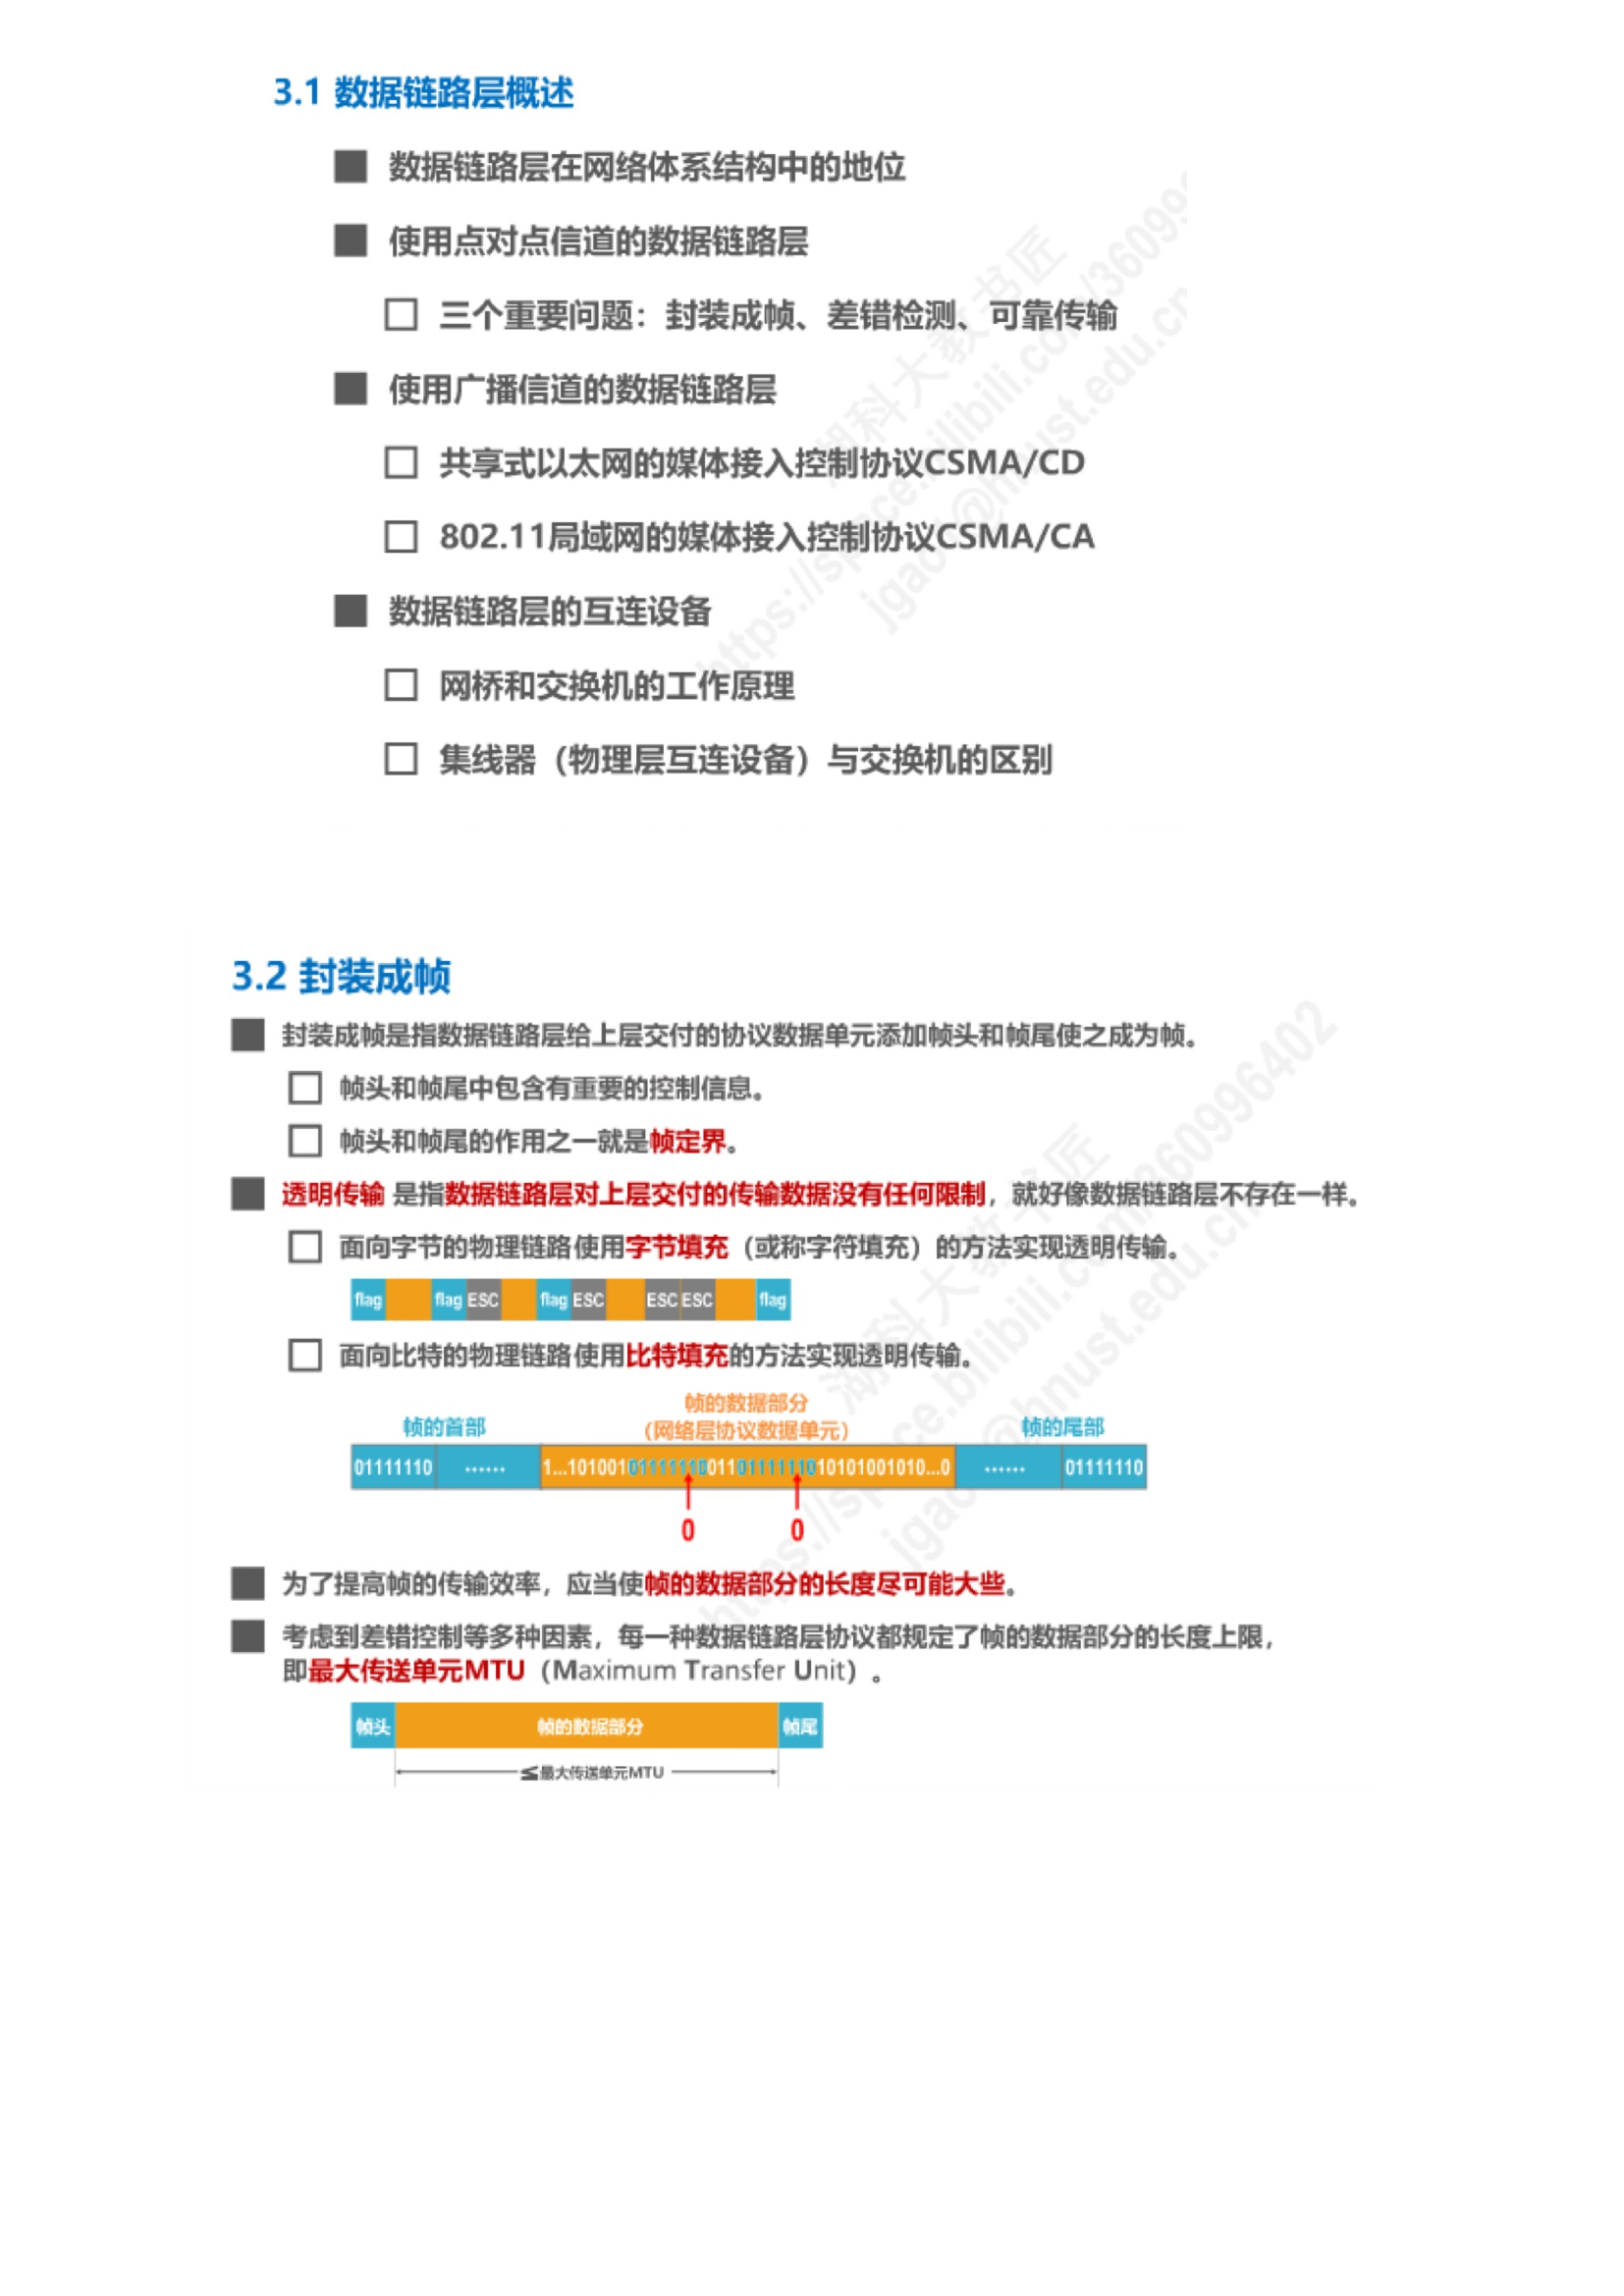 3.1 数据链路层概述
数据链路层在网络体系结构中的地位
使用点对点信道的数据链路层
三个重要问题：封装成帧、差错检测、可靠传输
使用广播信道的数据链路层
共享式以太网的媒体接入控制协议CSMA/CD
802.11局域网的媒体接入控制协议CSMA/CA
数据链路层的互连设备
网桥和交换机的工作原理
集线器（物理层互连设备）与交换机的区别
湖科大教书匠
3.2 封装成帧
封装成帧是指数据链路层给上层交付的协议数据单元添加帧头和帧尾使之成为帧。
帧头和帧尾中包含有重要的控制信息。
帧头和帧尾的作用之一就是帧定界。
透明传输 是指数据链路层对上层交付的传输数据没有任何限制，就好像数据链路层不存在一样。
面向字节的物理链路使用字节填充（或称字符填充）的方法实现透明传输。
flag flag ESC flag ESC ESC ESC flag
面向比特的物理链路使用比特填充的方法实现透明传输。
帧的数据部分
帧的首部 （网络层协议数据单元） 帧的尾部
01111110 ...... ...... 01111110
0 0
为了提高帧的传输效率，应当使帧的数据部分的长度尽可能大些。
考虑到差错控制等多种因素，每一种数据链路层协议都规定了帧的数据部分的长度上限，
即最大传送单元MTU（Maximum Transfer Unit）。
帧头 帧的数据部分 帧尾
≦最大传送单元MTU
湖科大教书匠